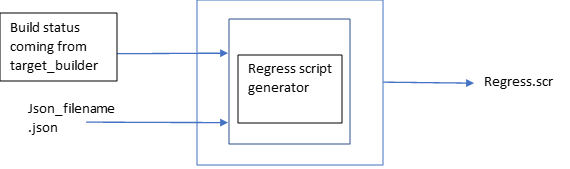 Build status
coming from
target_builder
Regress script
generator
Json_filename
.json
Regress.scr